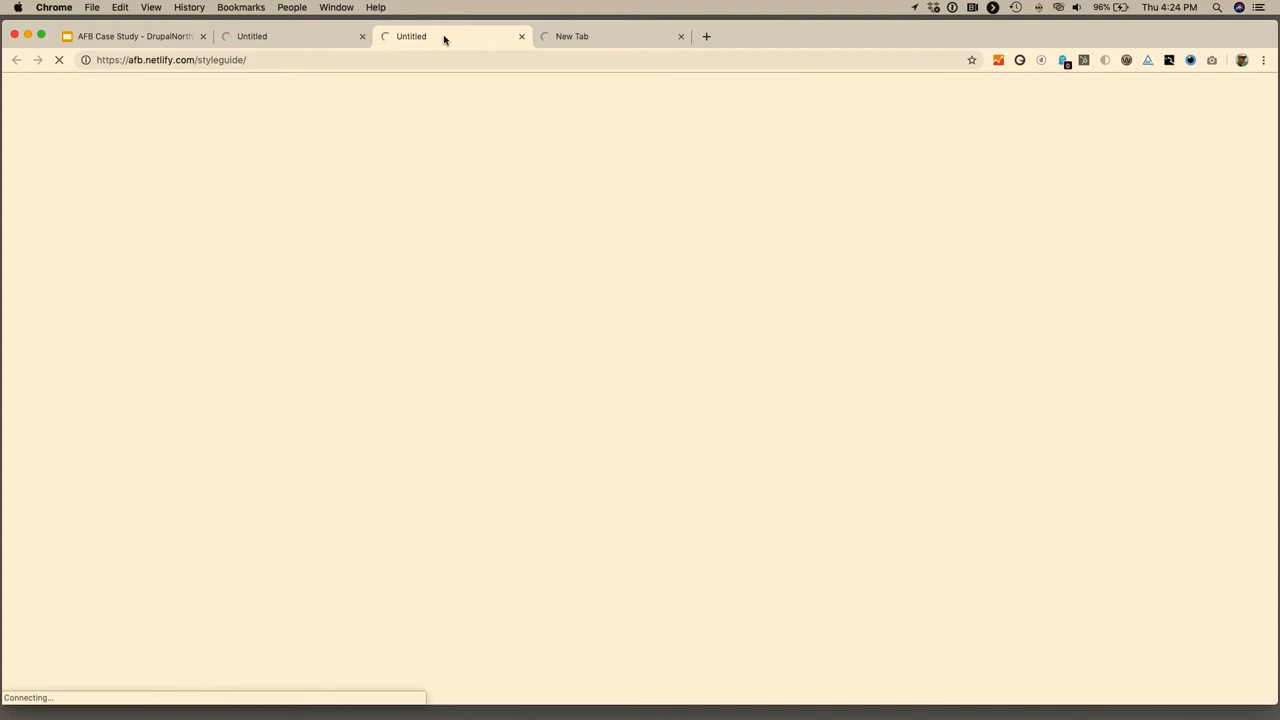 Chrome File Edit View History Bookmarks People Window Help 96% Thu 4:24 PM
AFB Case Study - DrupalNorth Untitled Untitled New Tab
https://afb.netlify.com/styleguide/
0
Connecting...